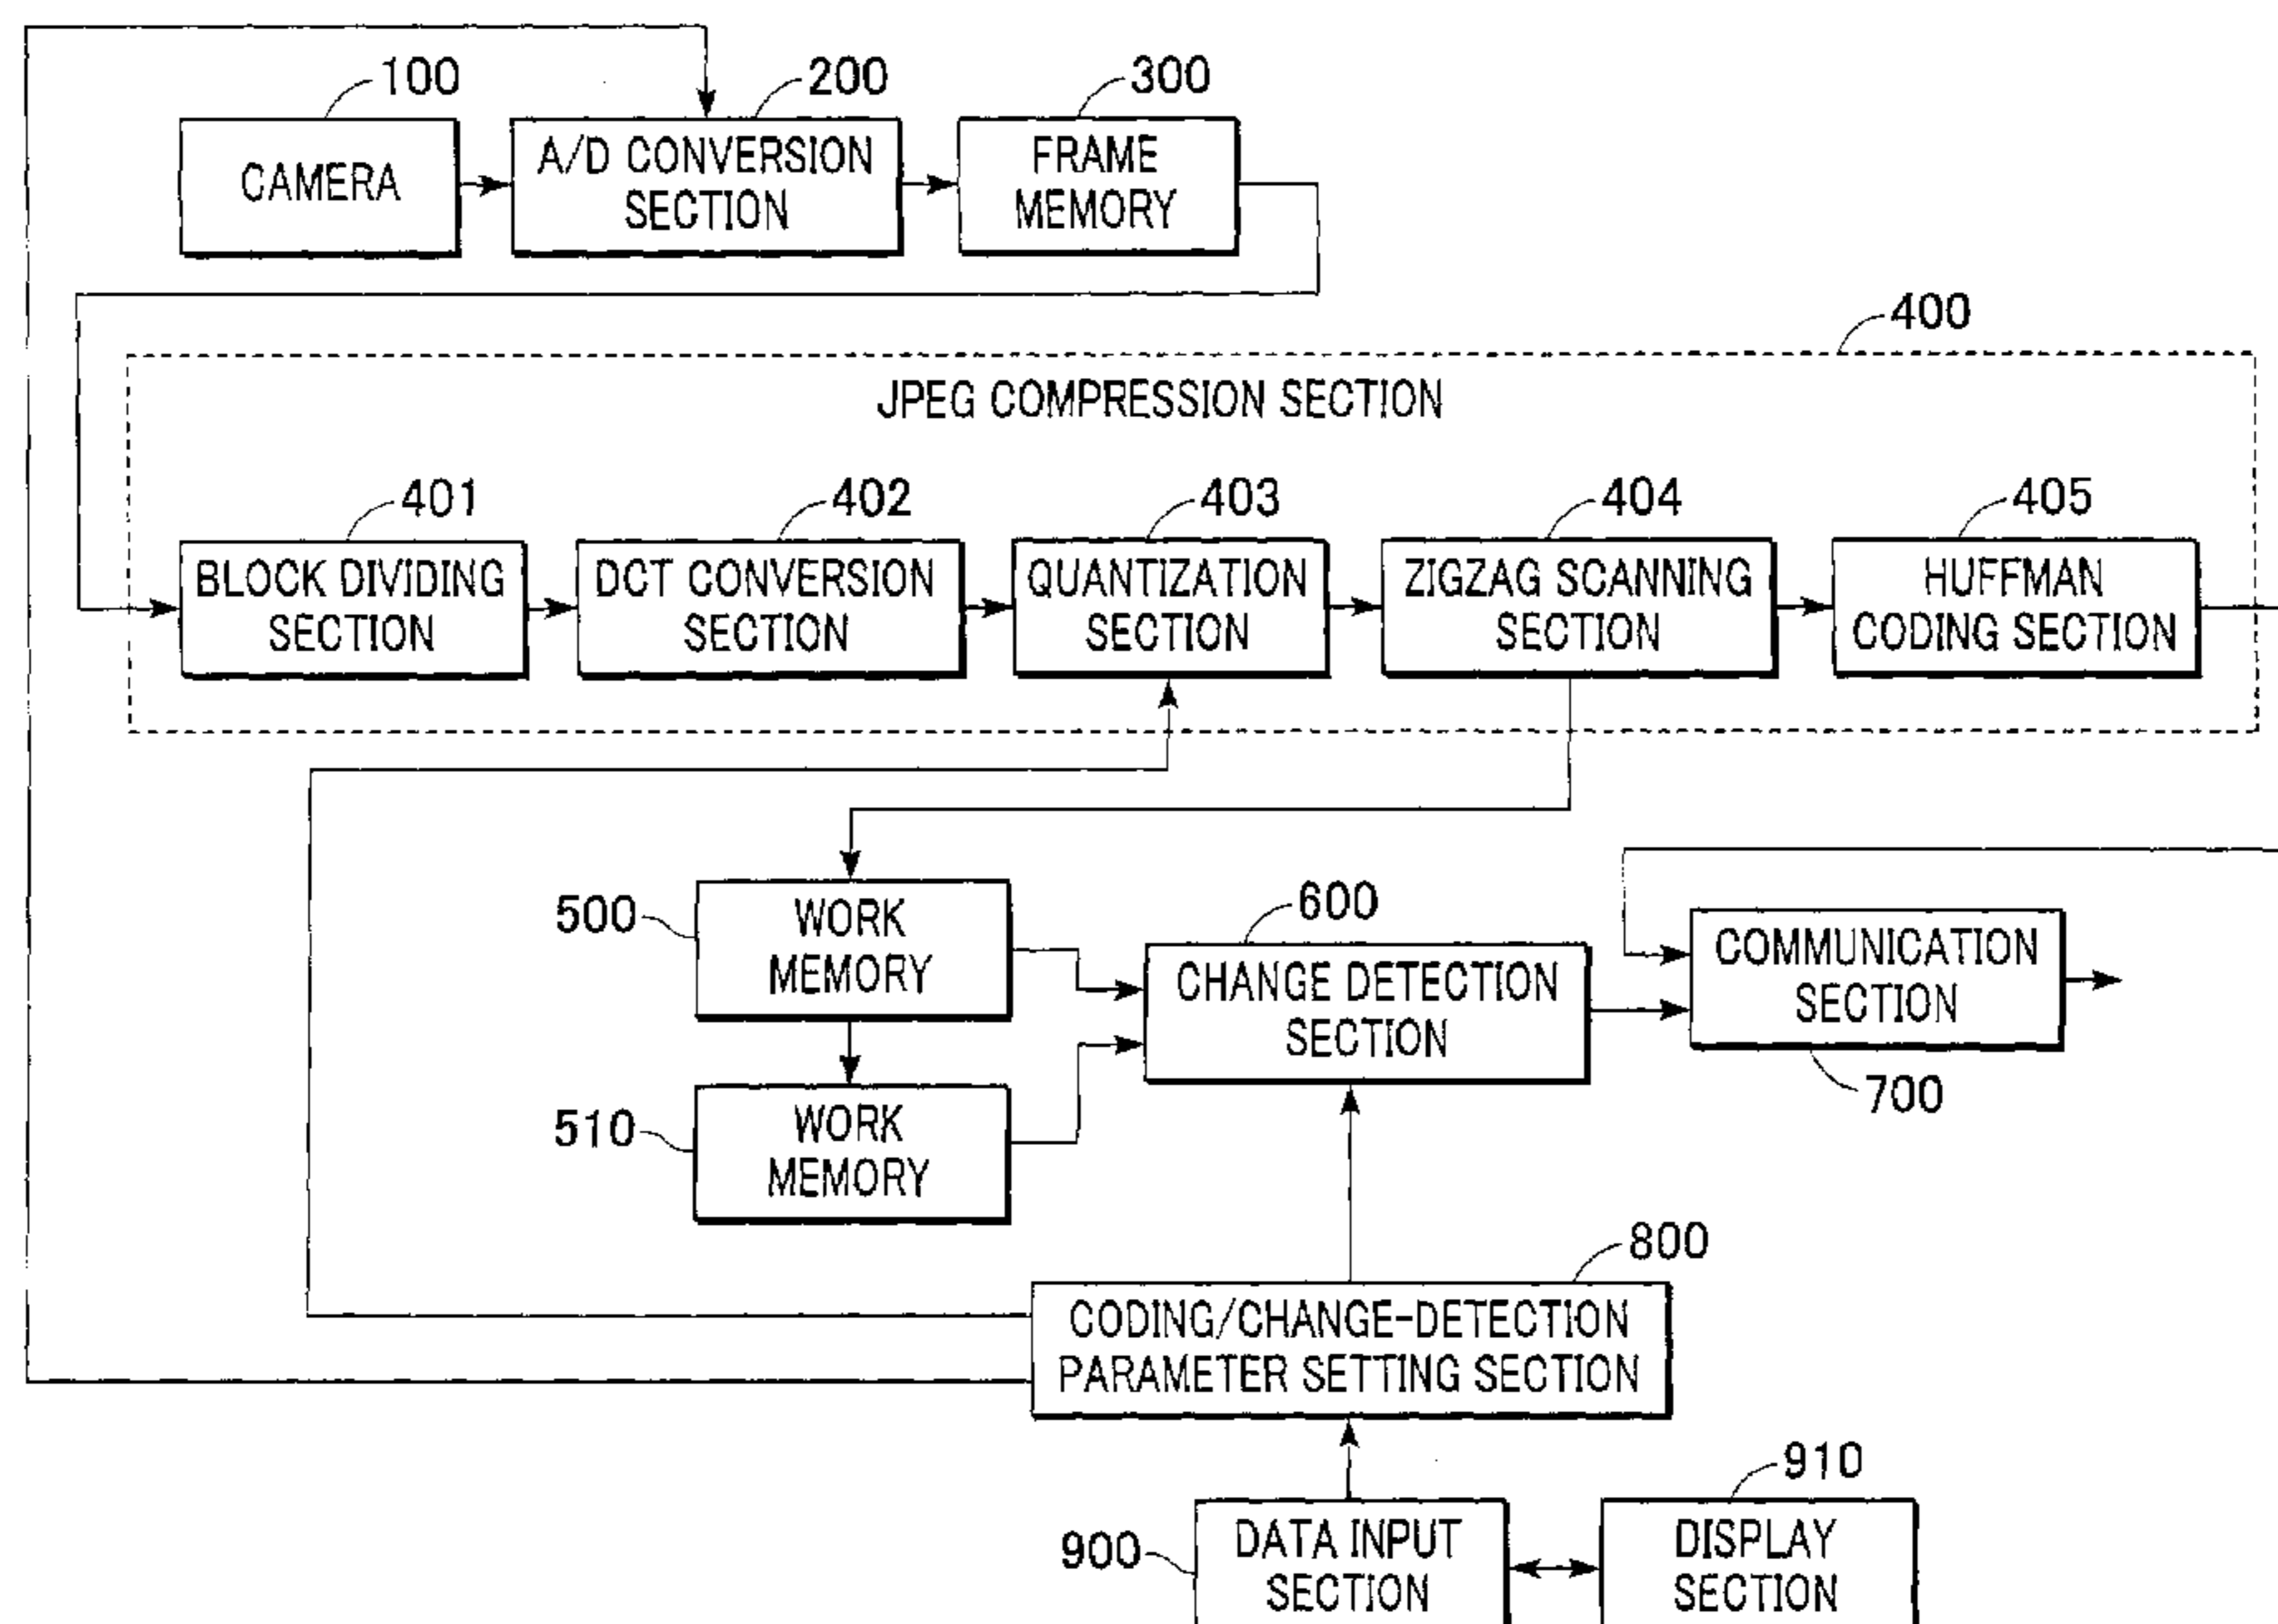 100
200
300
CAMERA
A/D CONVERSION
SECTION
FRAME
MEMORY
400
JPEG COMPRESSION SECTION
401
402
403
404
405
BLOCK DIVIDING
SECTION
DCT CONVERSION
SECTION
QUANTIZATION
SECTION
ZIGZAG SCANNING
SECTION
HUFFMAN
CODING SECTION
500
WORK
MEMORY
600
CHANGE DETECTION
SECTION
COMMUNICATION
SECTION
700
510
WORK
MEMORY
800
CODING/CHANGE-DETECTION
PARAMETER SETTING SECTION
910
900
DATA INPUT
SECTION
DISPLAY
SECTION